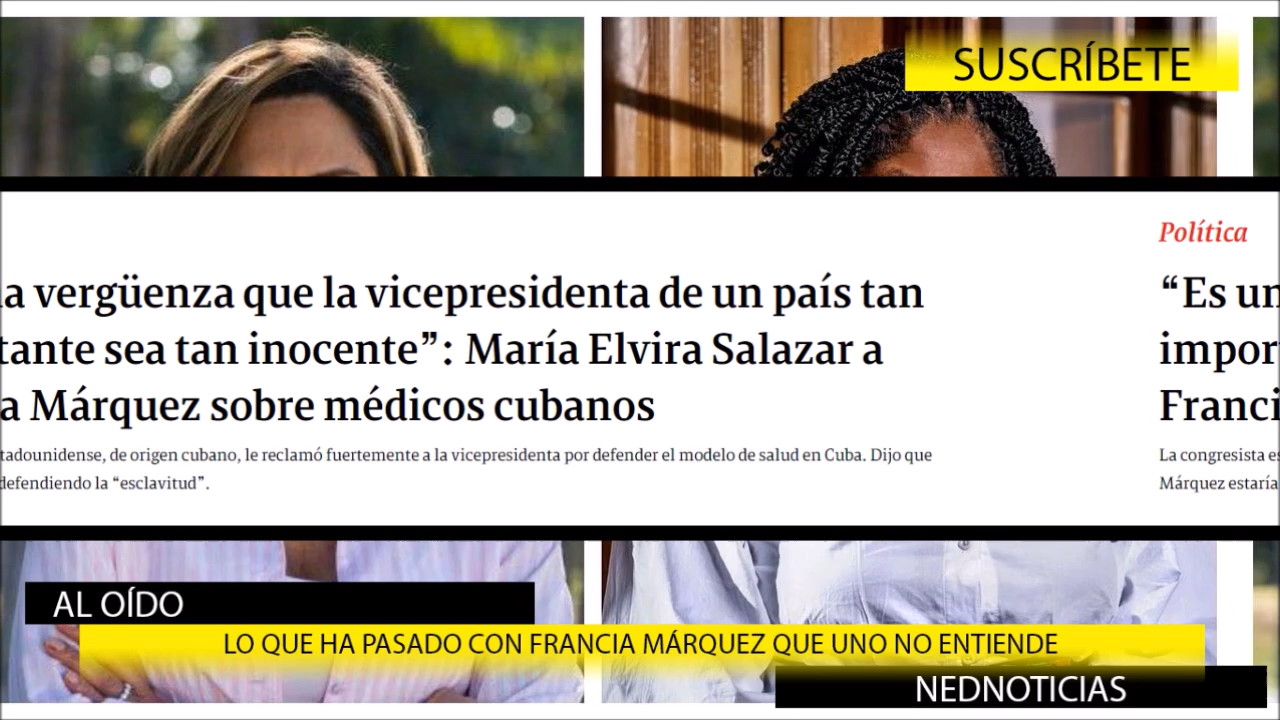 SUSCRÍBETE
la vergüenza que la vicepresidenta de un país tan
tante sea tan inocente”: María Elvira Salazar a
a Márquez sobre médicos cubanos
tadounidense, de origen cubano, le reclamó fuertemente a la vicepresidenta por defender el modelo de salud en Cuba. Dijo que
defendiendo la “esclavitud”.
Política
“Es un
impor
Franci
La congresista es
Márquez estaría
AL OÍDO
LO QUE HA PASADO CON FRANCIA MÁRQUEZ QUE UNO NO ENTIENDE
NEDNOTICIAS